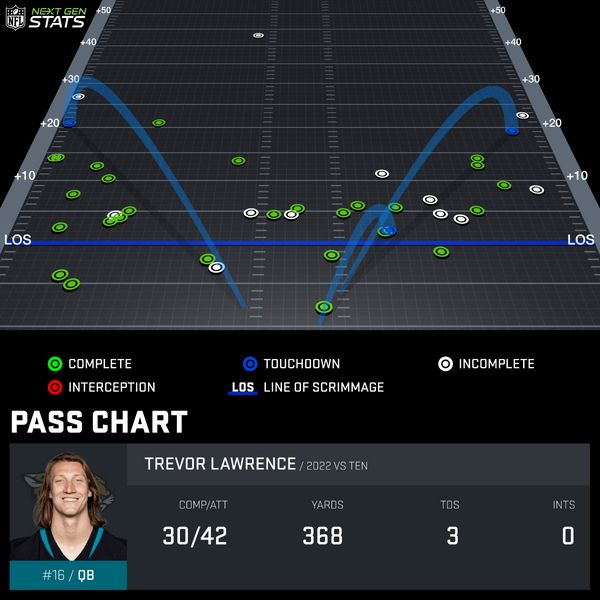 NFL NEXT GEN STATS
+50 +50
+40 +40
+30 +30
+20 +20
+10 +10
LOS LOS
COMPLETE TOUCHDOWN INCOMPLETE
INTERCEPTION LOS LINE OF SCRIMMAGE
PASS CHART
TREVOR LAWRENCE / 2022 VS TEN
COMP/ATT YARDS TDS INTS
30/42 368 3 0
#16 / QB